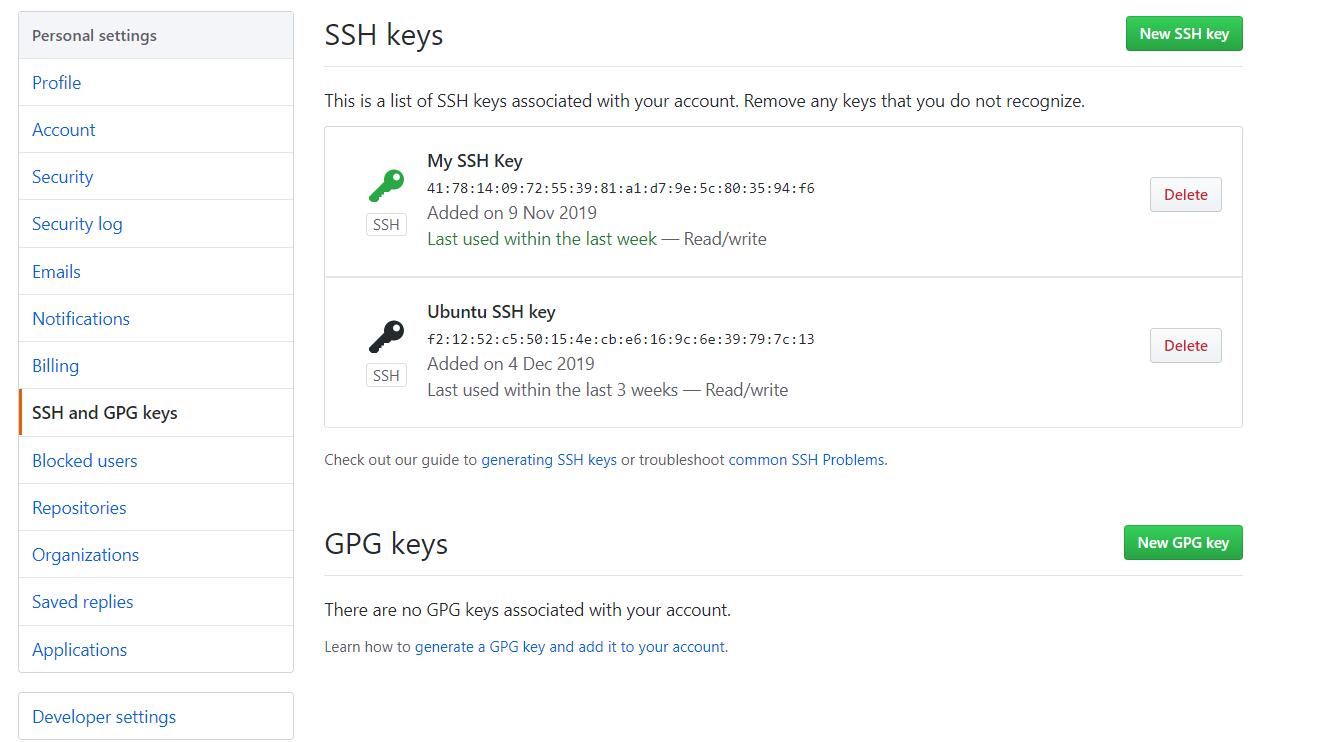 Personal settings
Profile
Account
Security
Security log
Emails
Notifications
Billing
SSH and GPG keys
Blocked users
Repositories
Organizations
Saved replies
Applications
Developer settings
SSH keys
New SSH key
This is a list of SSH keys associated with your account. Remove any keys that you do not recognize.
My SSH Key
41:78:14:09:72:55:39:81:a1:d7:9e:5c:80:35:94:f6
Added on 9 Nov 2019
Last used within the last week — Read/write
SSH
Delete
Ubuntu SSH key
f2:12:52:c5:50:15:4e:cb:e6:16:9c:6e:39:79:7c:13
Added on 4 Dec 2019
Last used within the last 3 weeks — Read/write
SSH
Delete
Check out our guide to generating SSH keys or troubleshoot common SSH Problems.
GPG keys
New GPG key
There are no GPG keys associated with your account.
Learn how to generate a GPG key and add it to your account.